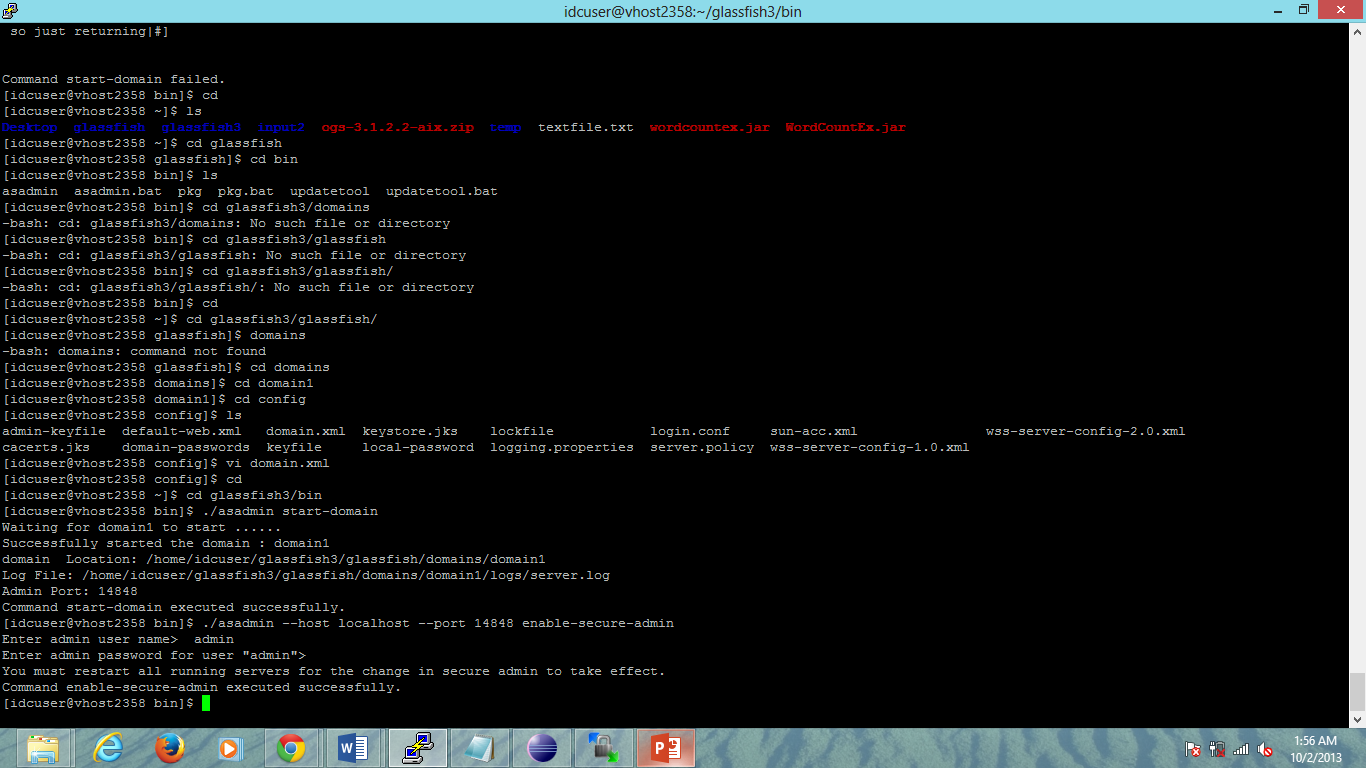 idcuser@vhost2358:~/glassfish3/bin
so just returning|#]
Command start-domain failed.
[idcuser@vhost2358 bin]$ cd
[idcuser@vhost2358 ~]$ ls
Desktop glassfish glassfish3 input2 ogs-3.1.2.2-aix.zip temp textfile.txt wordcountex.jar WordCountEx.jar
[idcuser@vhost2358 ~]$ cd glassfish
[idcuser@vhost2358 glassfish]$ cd bin
[idcuser@vhost2358 bin]$ ls
asadmin asadmin.bat pkg pkg.bat updatetool updatetool.bat
[idcuser@vhost2358 bin]$ cd glassfish3/domains
-bash: cd: glassfish3/domains: No such file or directory
[idcuser@vhost2358 bin]$ cd glassfish3/glassfish
-bash: cd: glassfish3/glassfish: No such file or directory
[idcuser@vhost2358 bin]$ cd glassfish3/glassfish/
-bash: cd: glassfish3/glassfish/: No such file or directory
[idcuser@vhost2358 bin]$ cd
[idcuser@vhost2358 ~]$ cd glassfish3/glassfish/
[idcuser@vhost2358 glassfish]$ domains
-bash: domains: command not found
[idcuser@vhost2358 glassfish]$ cd domains
[idcuser@vhost2358 domains]$ cd domain1
[idcuser@vhost2358 domain1]$ cd config
[idcuser@vhost2358 config]$ ls
admin-keyfile default-web.xml domain.xml keystore.jks lockfile login.conf sun-acc.xml wss-server-config-2.0.xml
cacerts.jks domain-passwords keyfile local-password logging.properties server.policy wss-server-config-1.0.xml
[idcuser@vhost2358 config]$ vi domain.xml
[idcuser@vhost2358 config]$ cd
[idcuser@vhost2358 ~]$ cd glassfish3/bin
[idcuser@vhost2358 bin]$ ./asadmin start-domain
Waiting for domain1 to start ......
Successfully started the domain : domain1
domain Location: /home/idcuser/glassfish3/glassfish/domains/domain1
Log File: /home/idcuser/glassfish3/glassfish/domains/domain1/logs/server.log
Admin Port: 14848
Command start-domain executed successfully.
[idcuser@vhost2358 bin]$ ./asadmin --host localhost --port 14848 enable-secure-admin
Enter admin user name> admin
Enter admin password for user "admin">
You must restart all running servers for the change in secure admin to take effect.
Command enable-secure-admin executed successfully.
[idcuser@vhost2358 bin]$
1:56 AM
10/2/2013